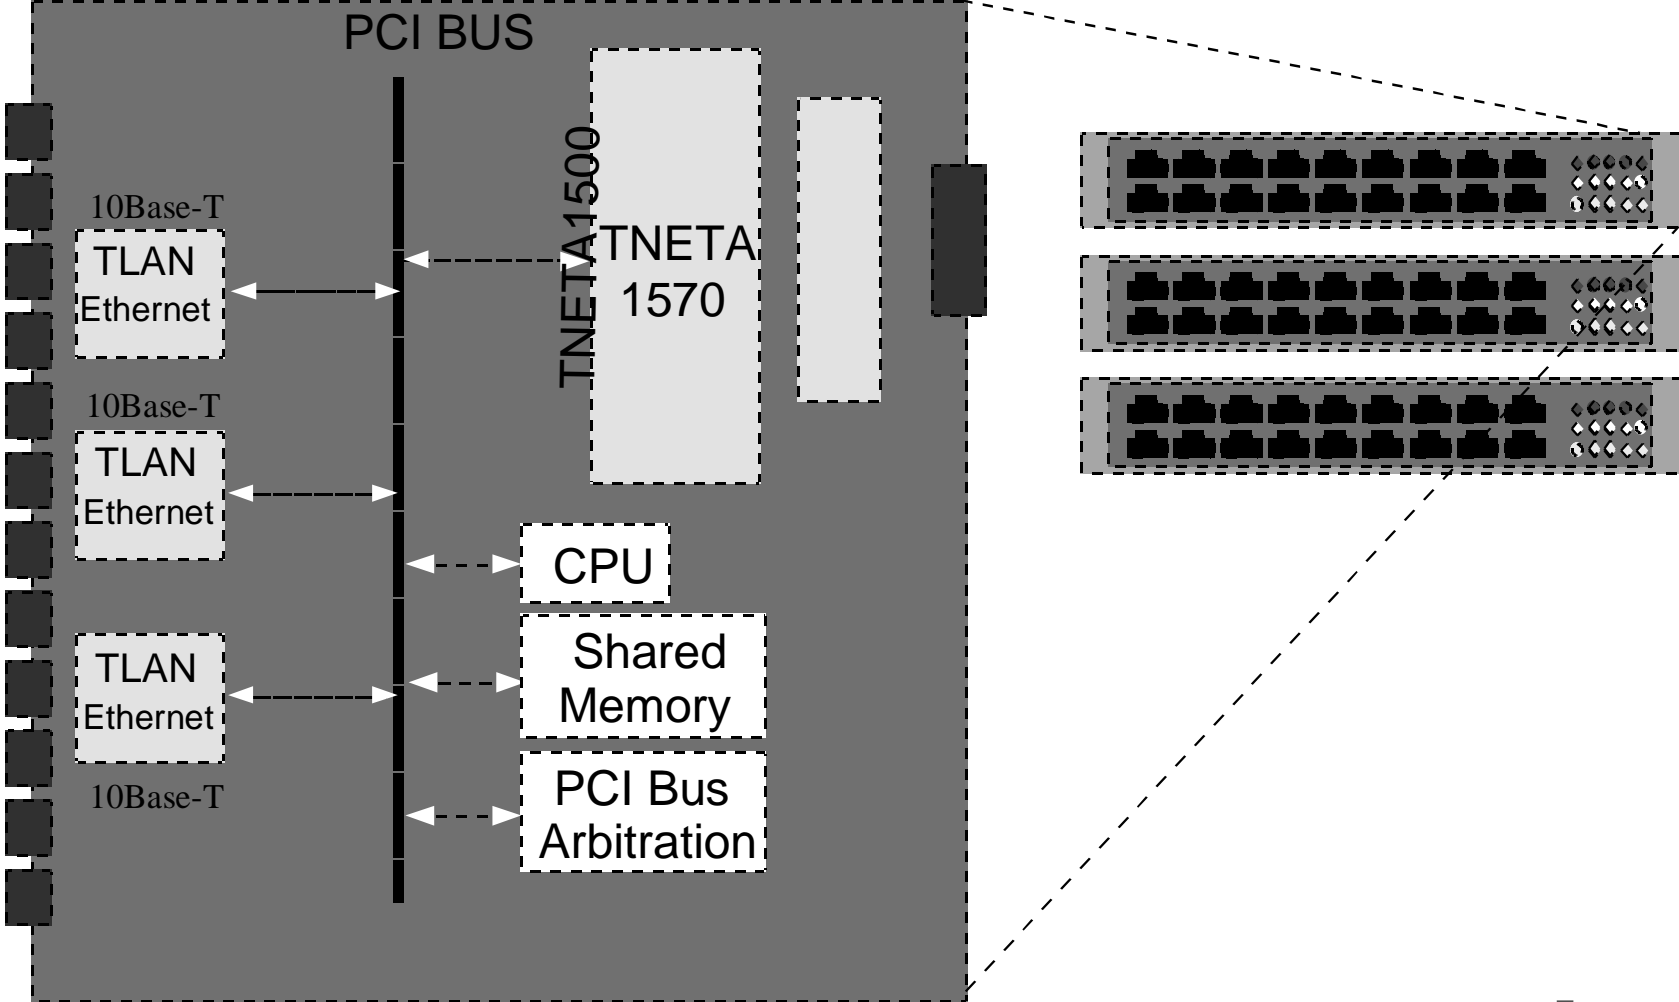 PCI BUS
10Base-T
TLAN
Ethernet
TNETA1500
TNETA
1570
10Base-T
TLAN
Ethernet
CPU
TLAN
Ethernet
Shared
Memory
10Base-T
PCI Bus
Arbitration